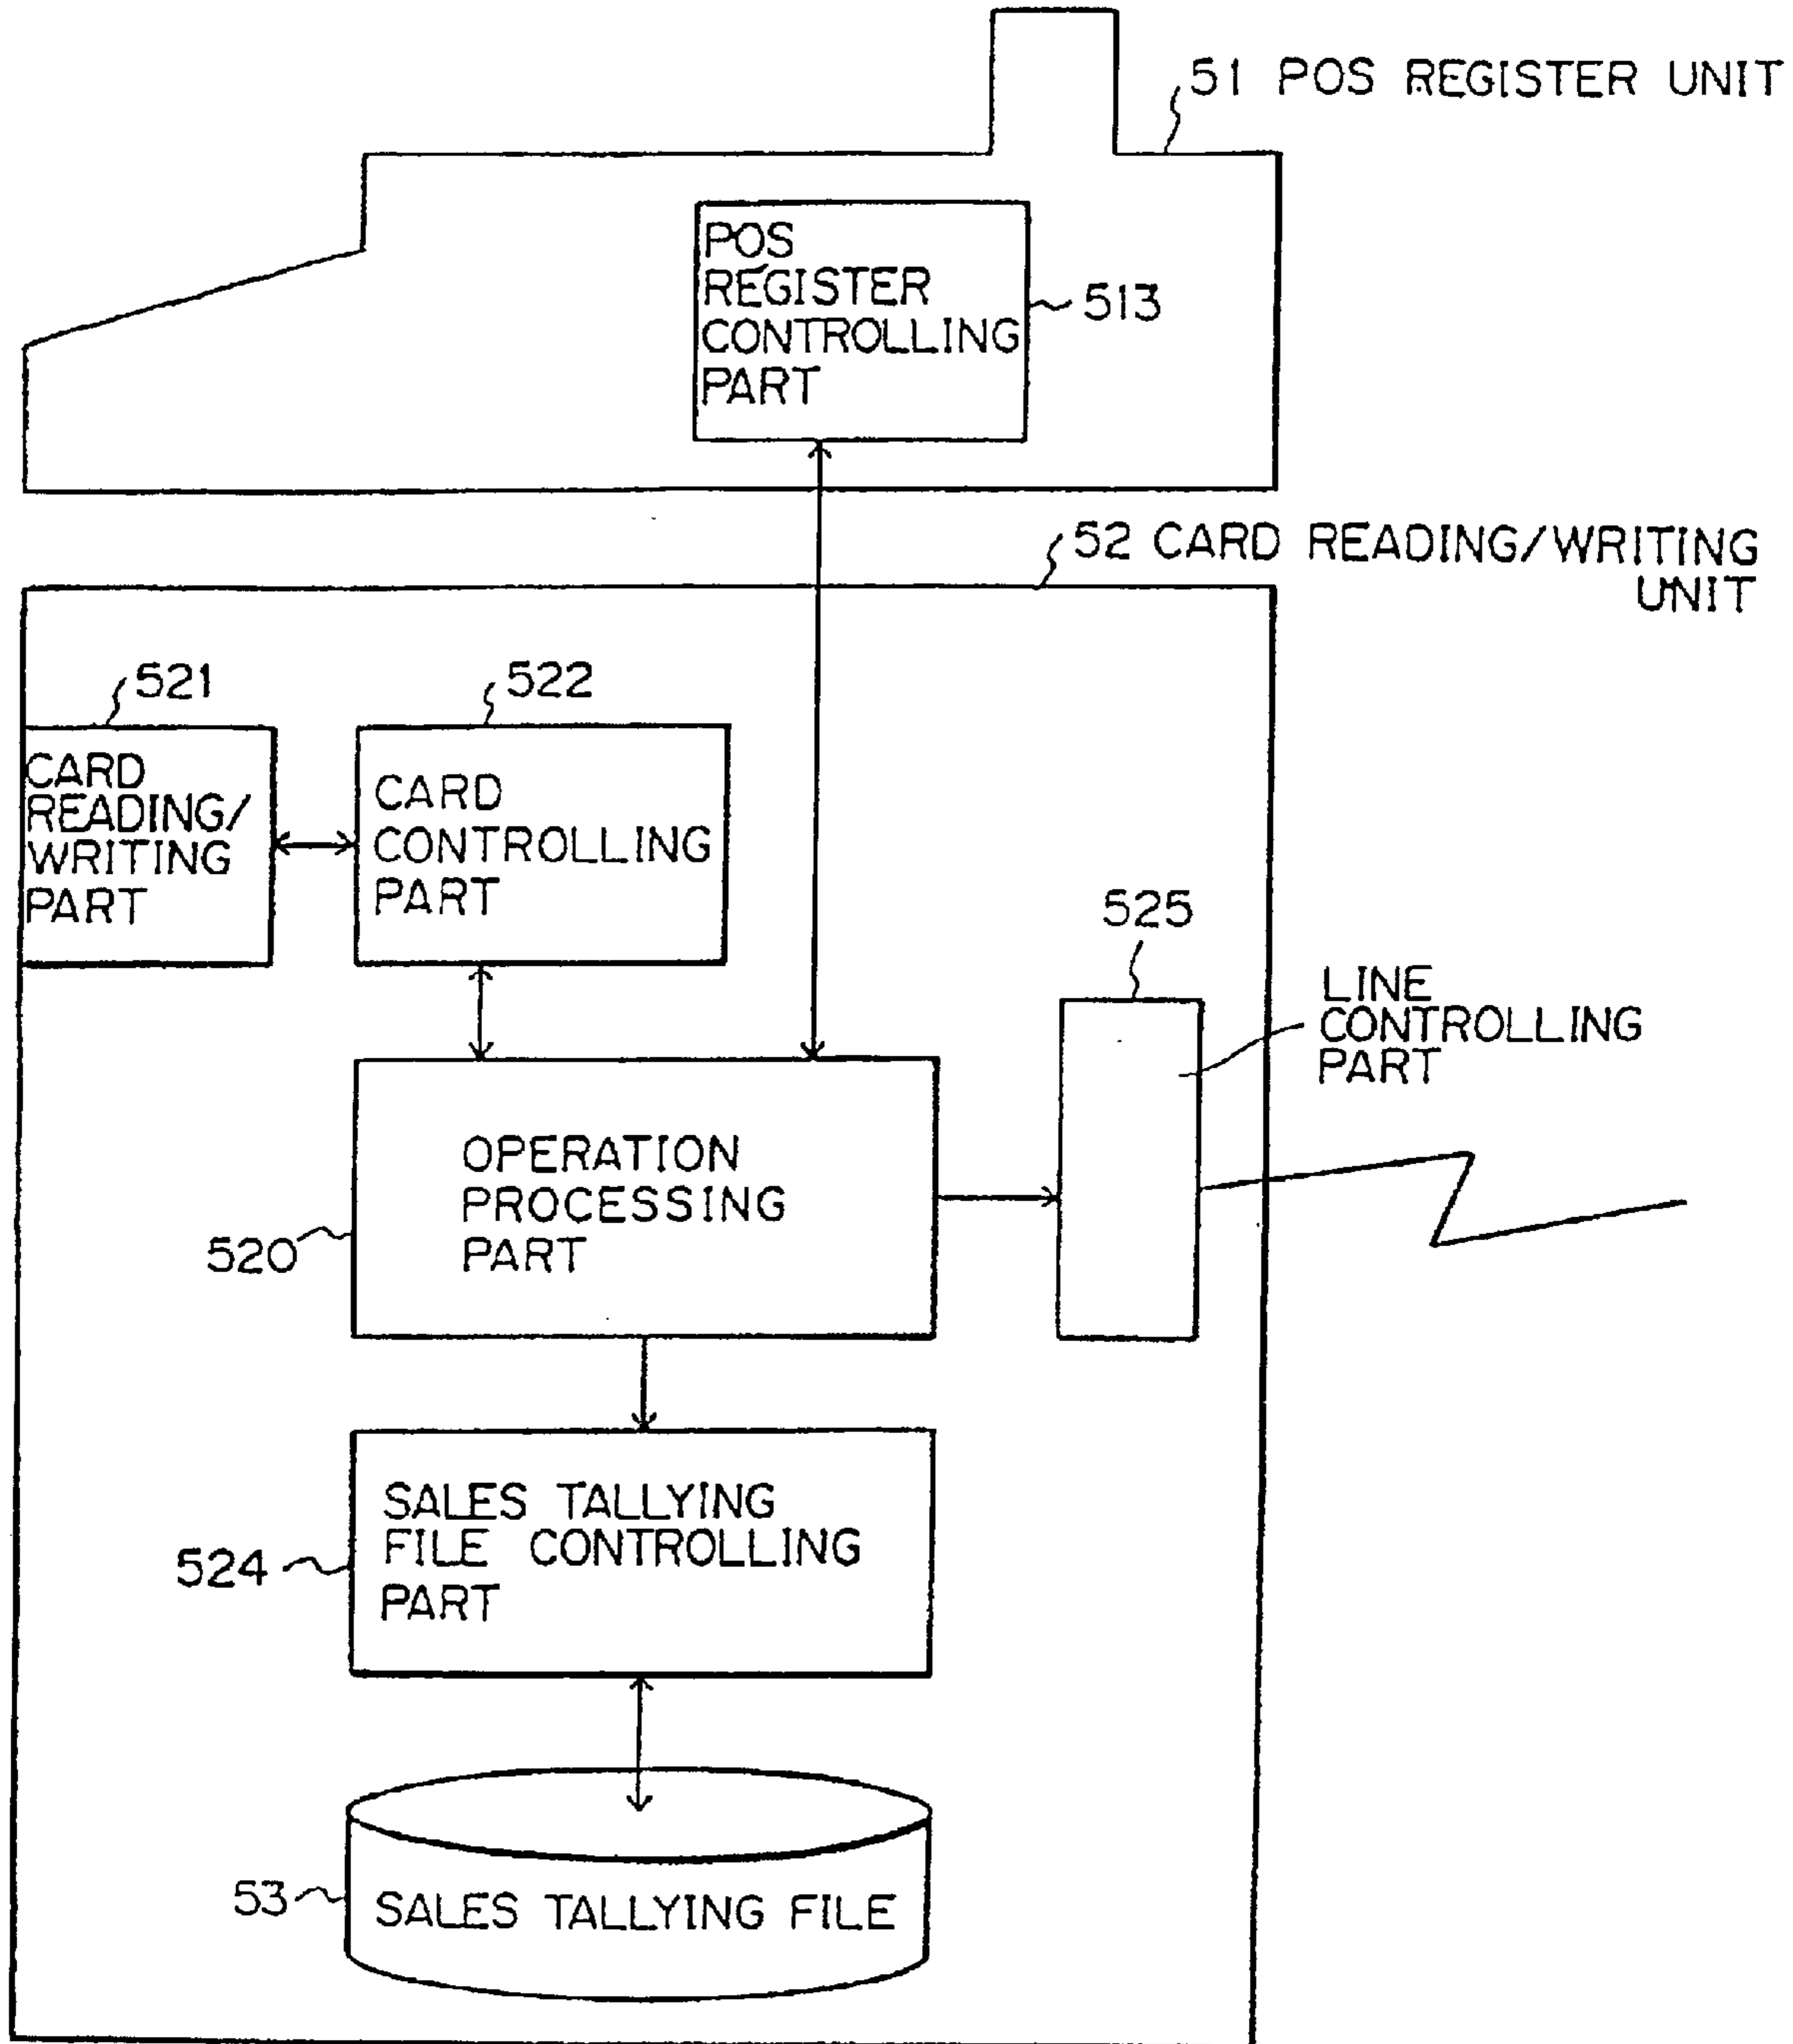 51 POS REGISTER UNIT
POS
REGISTER
CONTROLLING
PART
513
52 CARD READING/WRITING
UNIT
521
522
CARD
READING/
WRITING
PART
CARD
CONTROLLING
PART
525
LINE
CONTROLLING
PART
OPERATION
PROCESSING
PART
520
SALES TALLYING
FILE CONTROLLING
PART
524
53
SALES TALLYING FILE